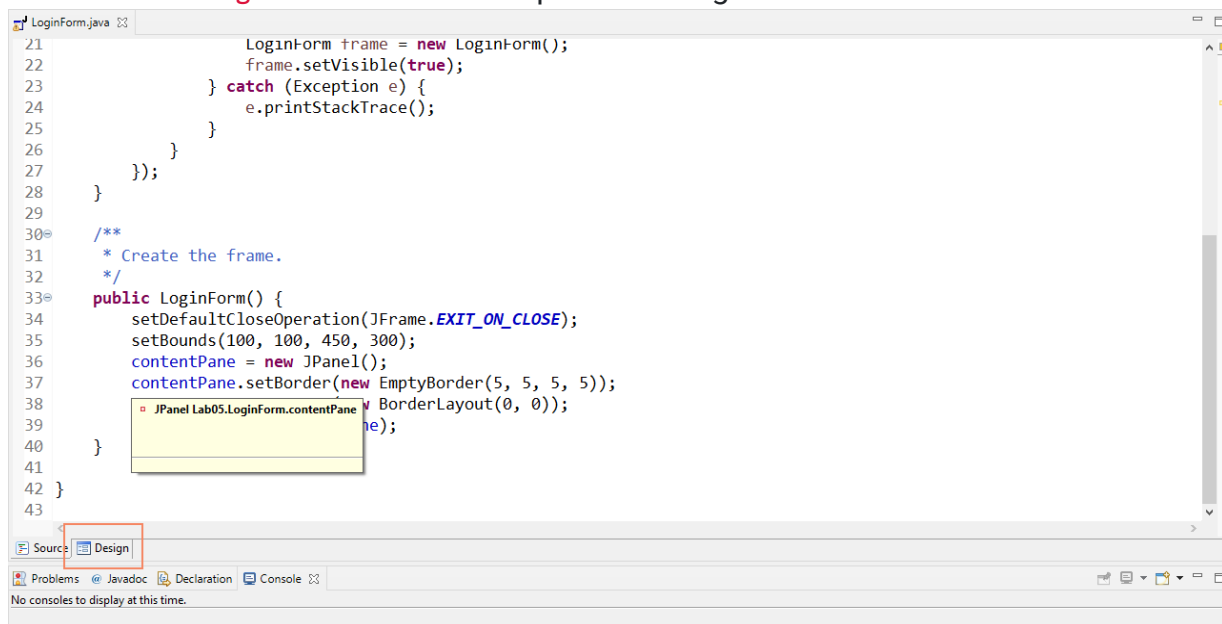 LoginForm.java
21 LoginForm frame = new LoginForm();
22 frame.setVisible(true);
23 } catch (Exception e) {
24 e.printStackTrace();
25 }
26 }
27 });
28 }
29
30 /**
31 * Create the frame.
32 */
33 public LoginForm() {
34 setDefaultCloseOperation(JFrame.EXIT_ON_CLOSE);
35 setBounds(100, 100, 450, 300);
36 contentPane = new JPanel();
37 contentPane.setBorder(new EmptyBorder(5, 5, 5, 5));
38 BorderLayout(0, 0));
JPanel Lab05.LoginForm.contentPane
39 );
40 }
41
42 }
43
Source Design
Problems @ Javadoc Declaration Console
No consoles to display at this time.